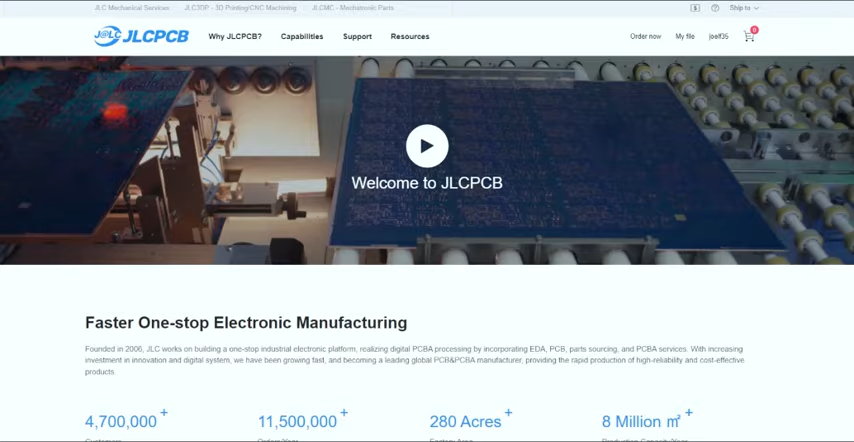 JLC Mechanical Services JLC3DP - 3D Printing/CNC Machining JLCMC - Mechatronic Parts Ship to
J@LC JLCPCB Why JLCPCB? Capabilities Support Resources Order now My file 0
Welcome to JLCPCB
Faster One-stop Electronic Manufacturing
Founded in 2006, JLC works on building a one-stop industrial electronic platform, realizing digital PCBA processing by incorporating EDA, PCB, parts sourcing, and PCBA services. With increasing
investment in innovation and digital system, we have been growing fast, and becoming a leading global PCB&PCBA manufacturer, providing the rapid production of high-reliability and cost-effective
products.
4,700,000+ 11,500,000+ 280 Acres+ 8 Million ㎡+